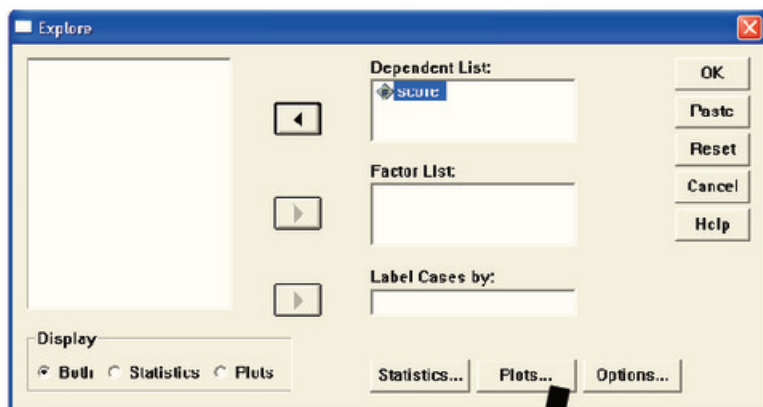 Explore
Dependent List:
score
Factor List:
Label Cases by:
OK
Paste
Reset
Cancel
Help
Display
Both Statistics Plots
Statistics... Plots... Options...